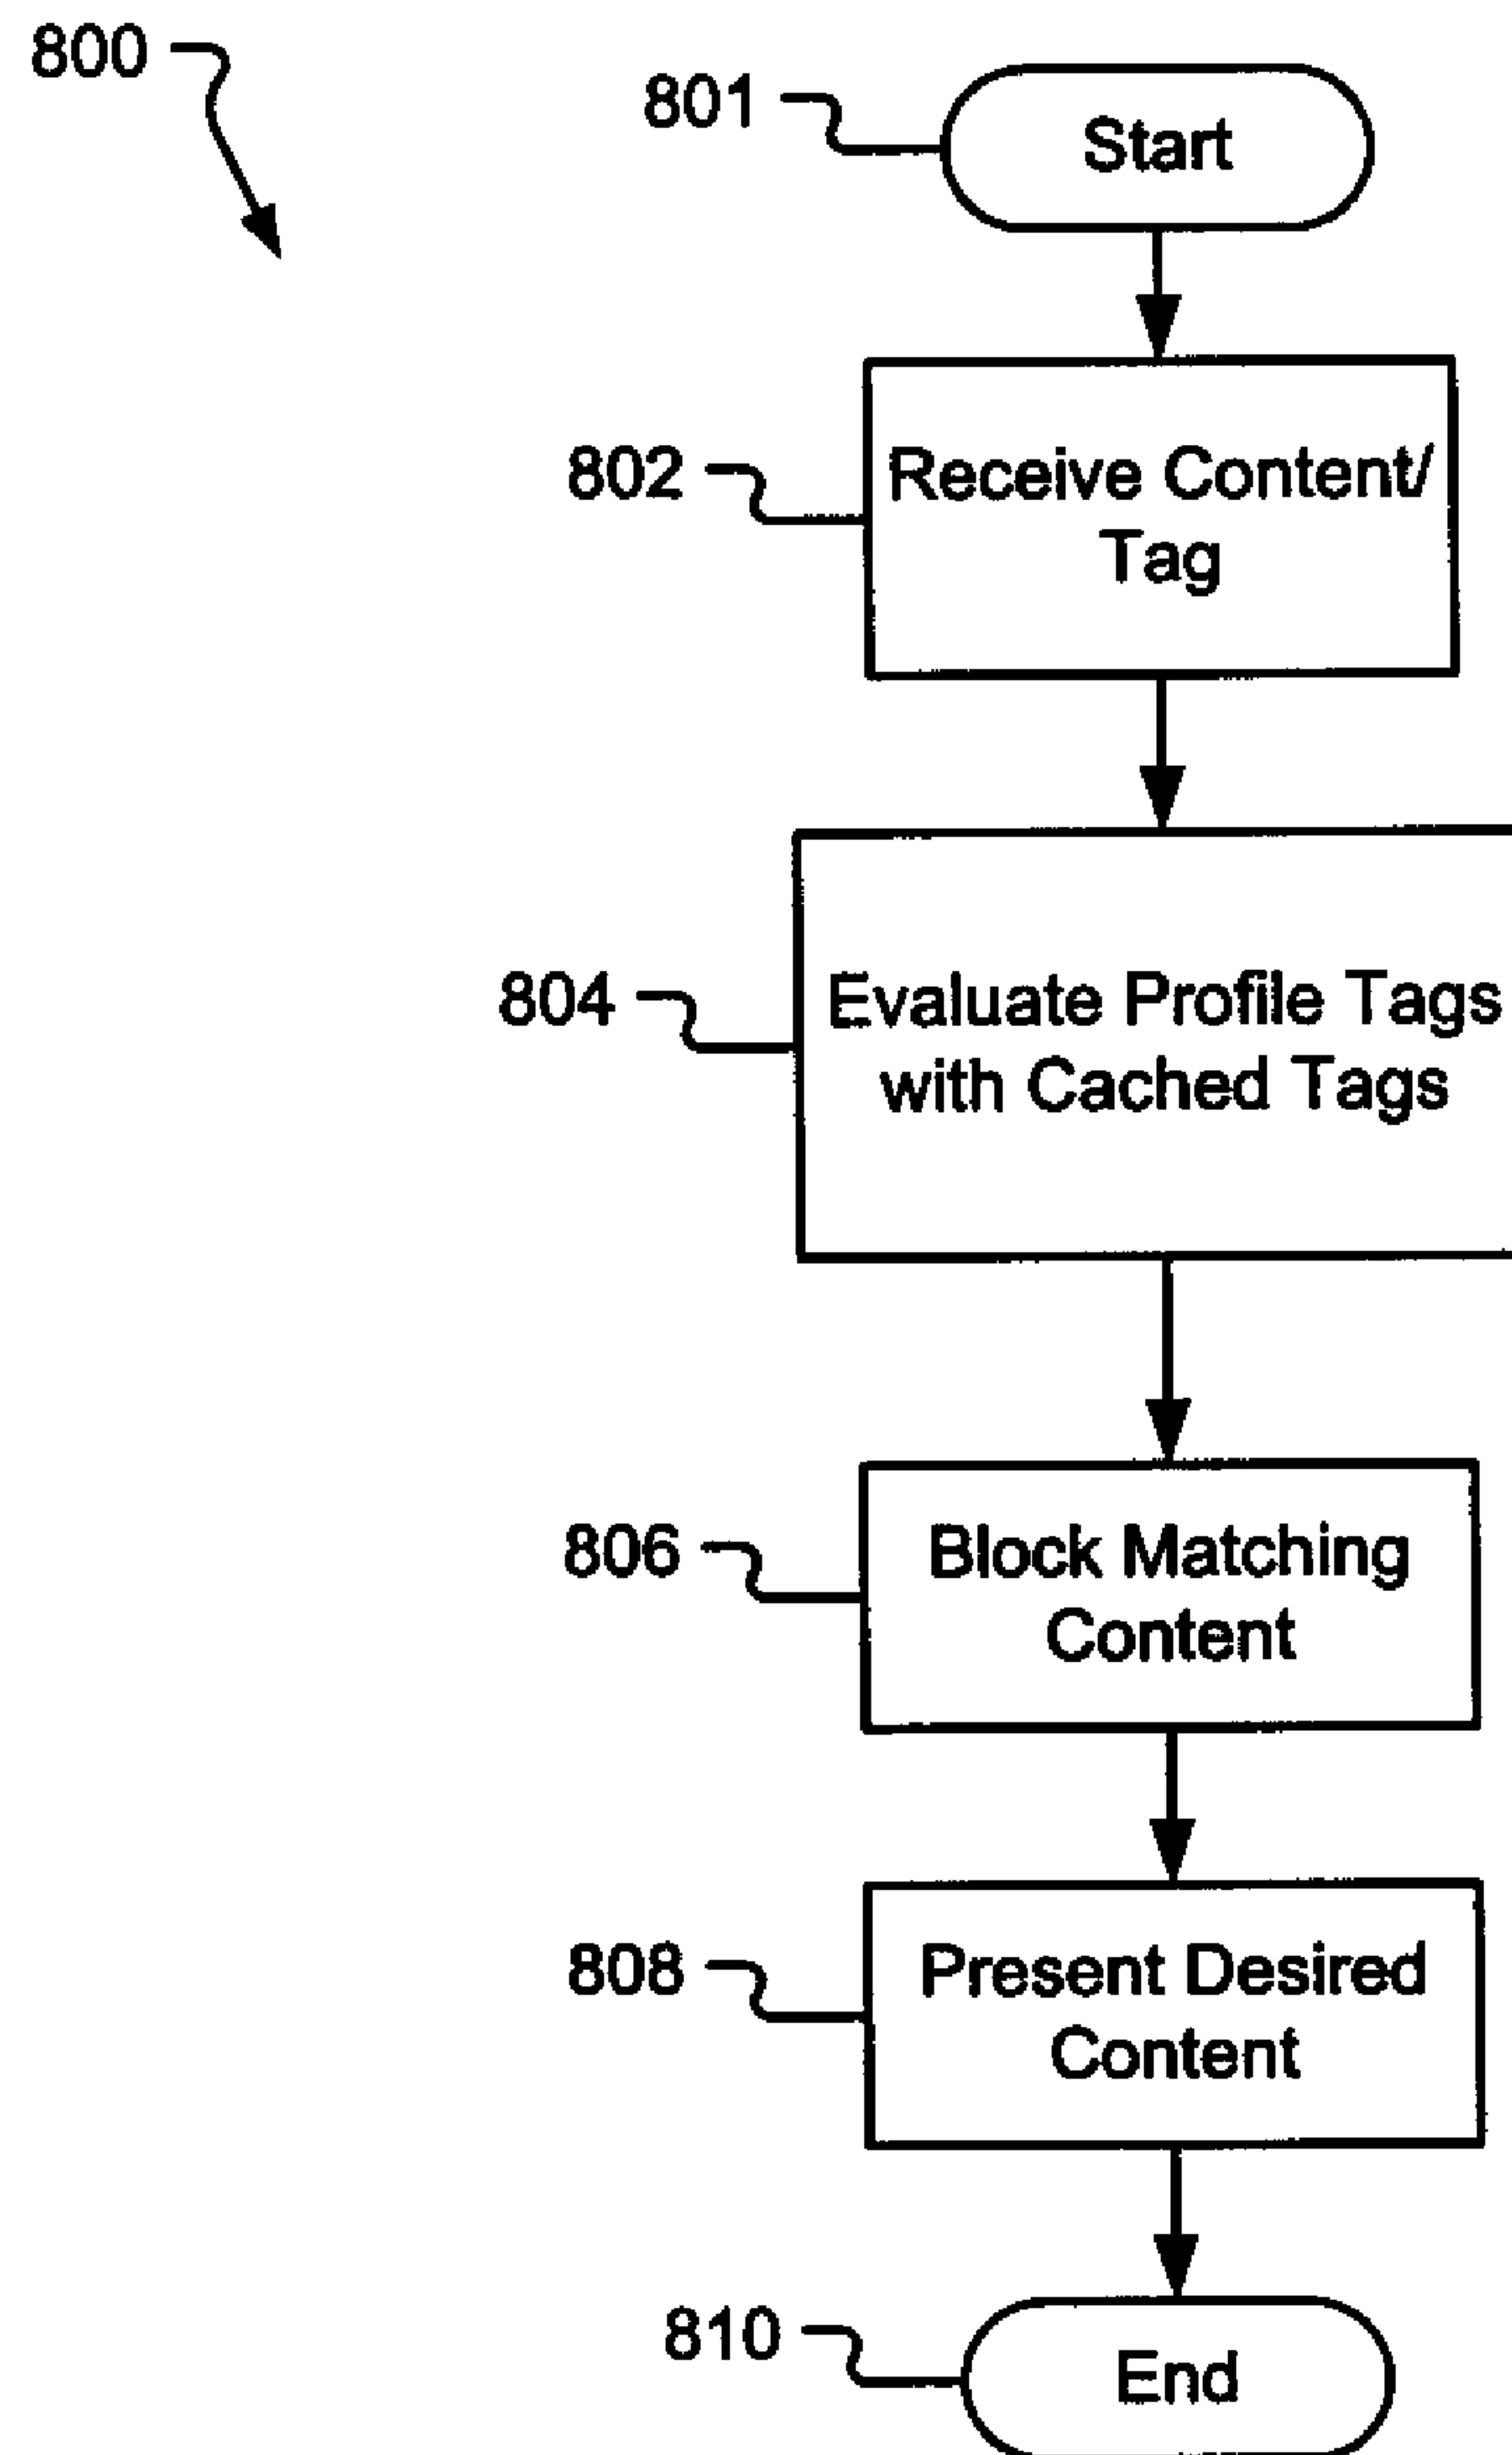 800
801
Start
802
Receive Content/
Tag
804
Evaluate Profile Tags
with Cached Tags
806
Block Matching
Content
808
Present Desired
Content
810
End